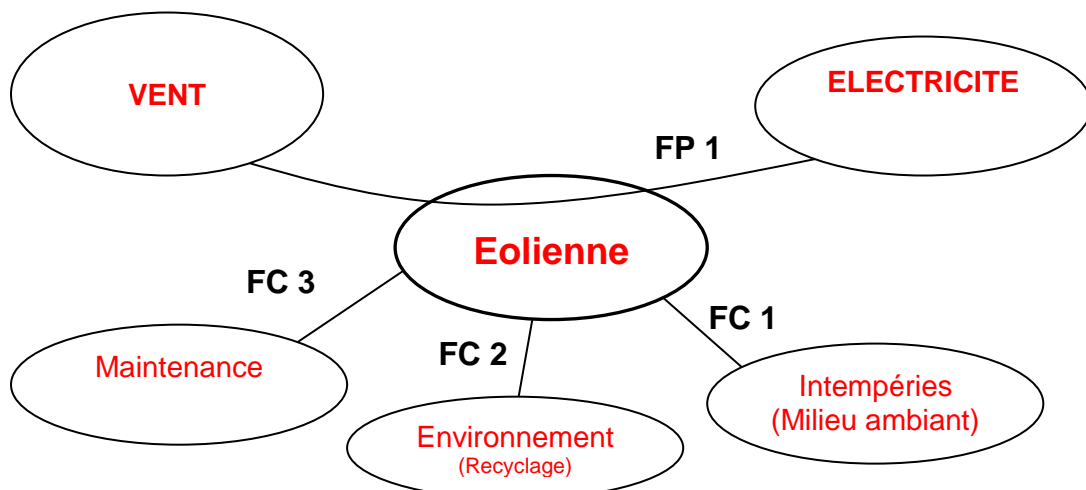 VENT
ELECTRICITE
FP 1
Eolienne
FC 3
FC 1
FC 2
Maintenance
Intempéries
(Milieu ambiant)
Environnement
(Recyclage)